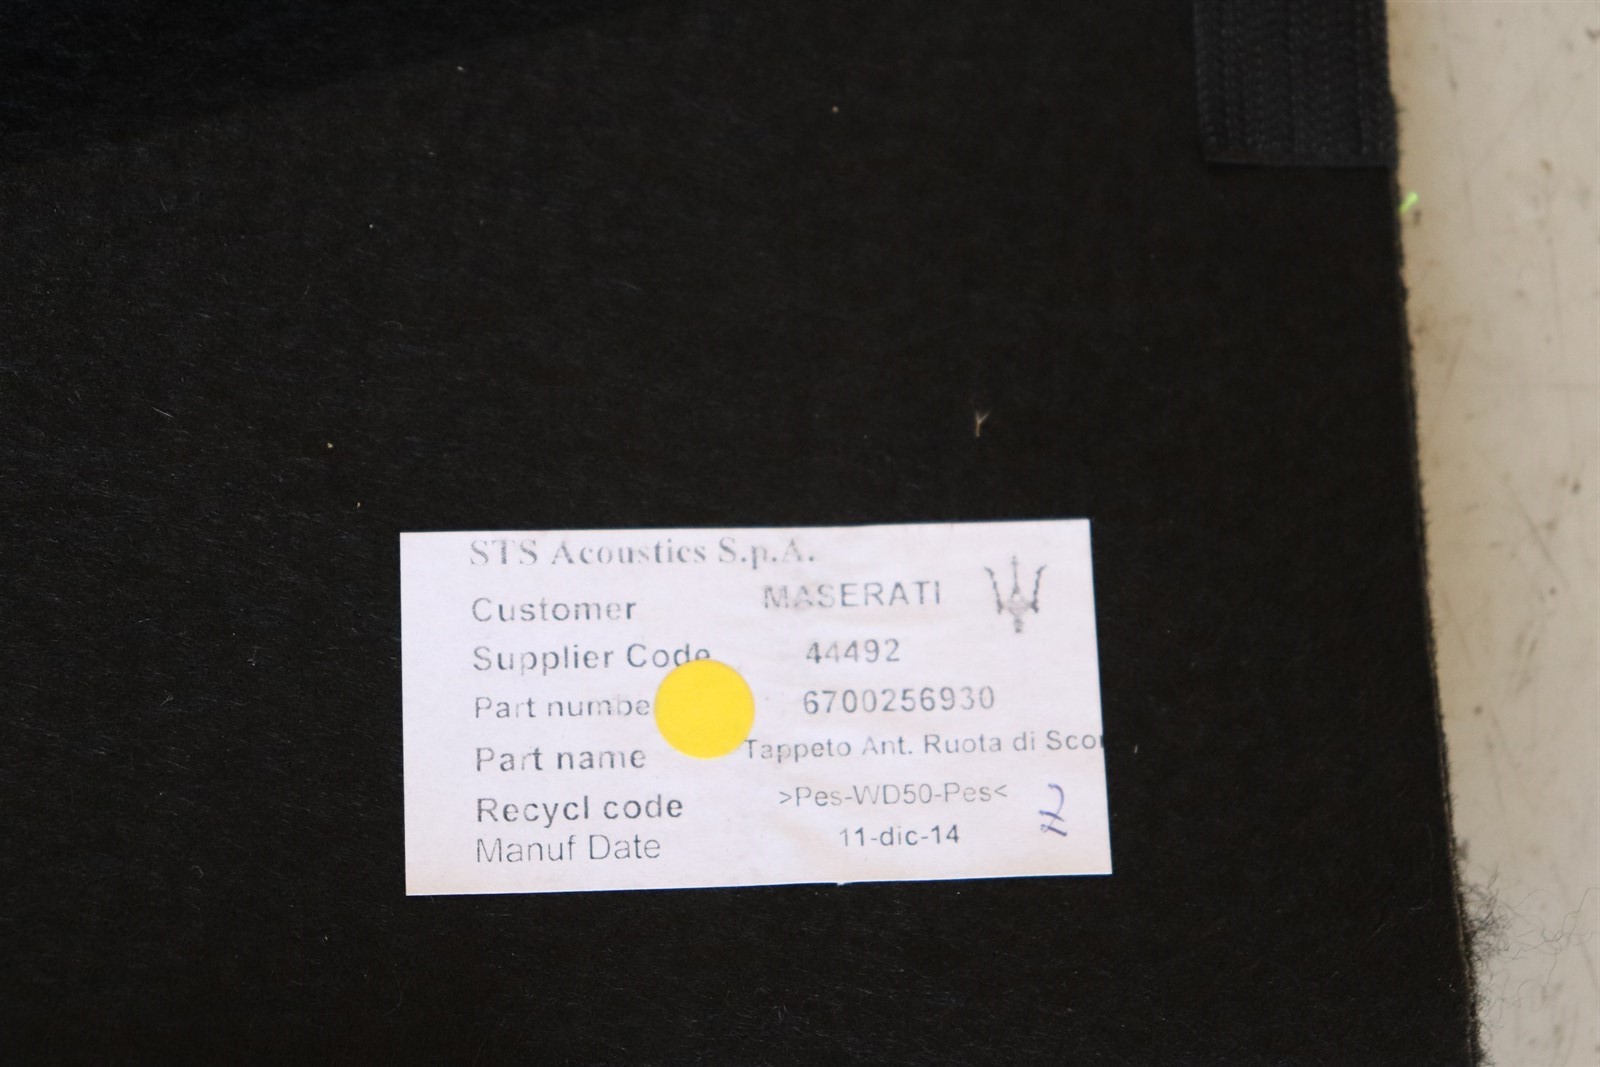 STS Acoustics S.p.A.
Customer MASERATI
Supplier Code 44492
Part numbe 6700256930
Part name Tappeto Ant. Ruota di Scor
Recycl code >Pes-WD50-Pes<
Manuf Date 11-dic-14